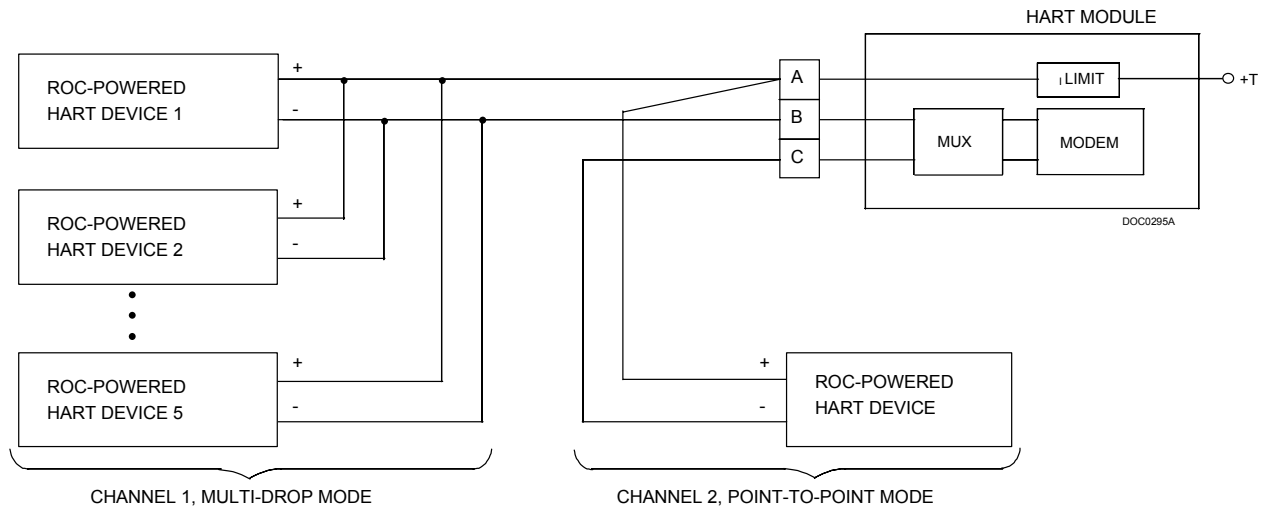 HART MODULE
ROC-POWERED
HART DEVICE 1
+
-
A
B
C
I LIMIT
+T
MUX
MODEM
DOC0295A
ROC-POWERED
HART DEVICE 2
+
-
ROC-POWERED
HART DEVICE 5
+
-
+
-
ROC-POWERED
HART DEVICE
CHANNEL 1, MULTI-DROP MODE
CHANNEL 2, POINT-TO-POINT MODE